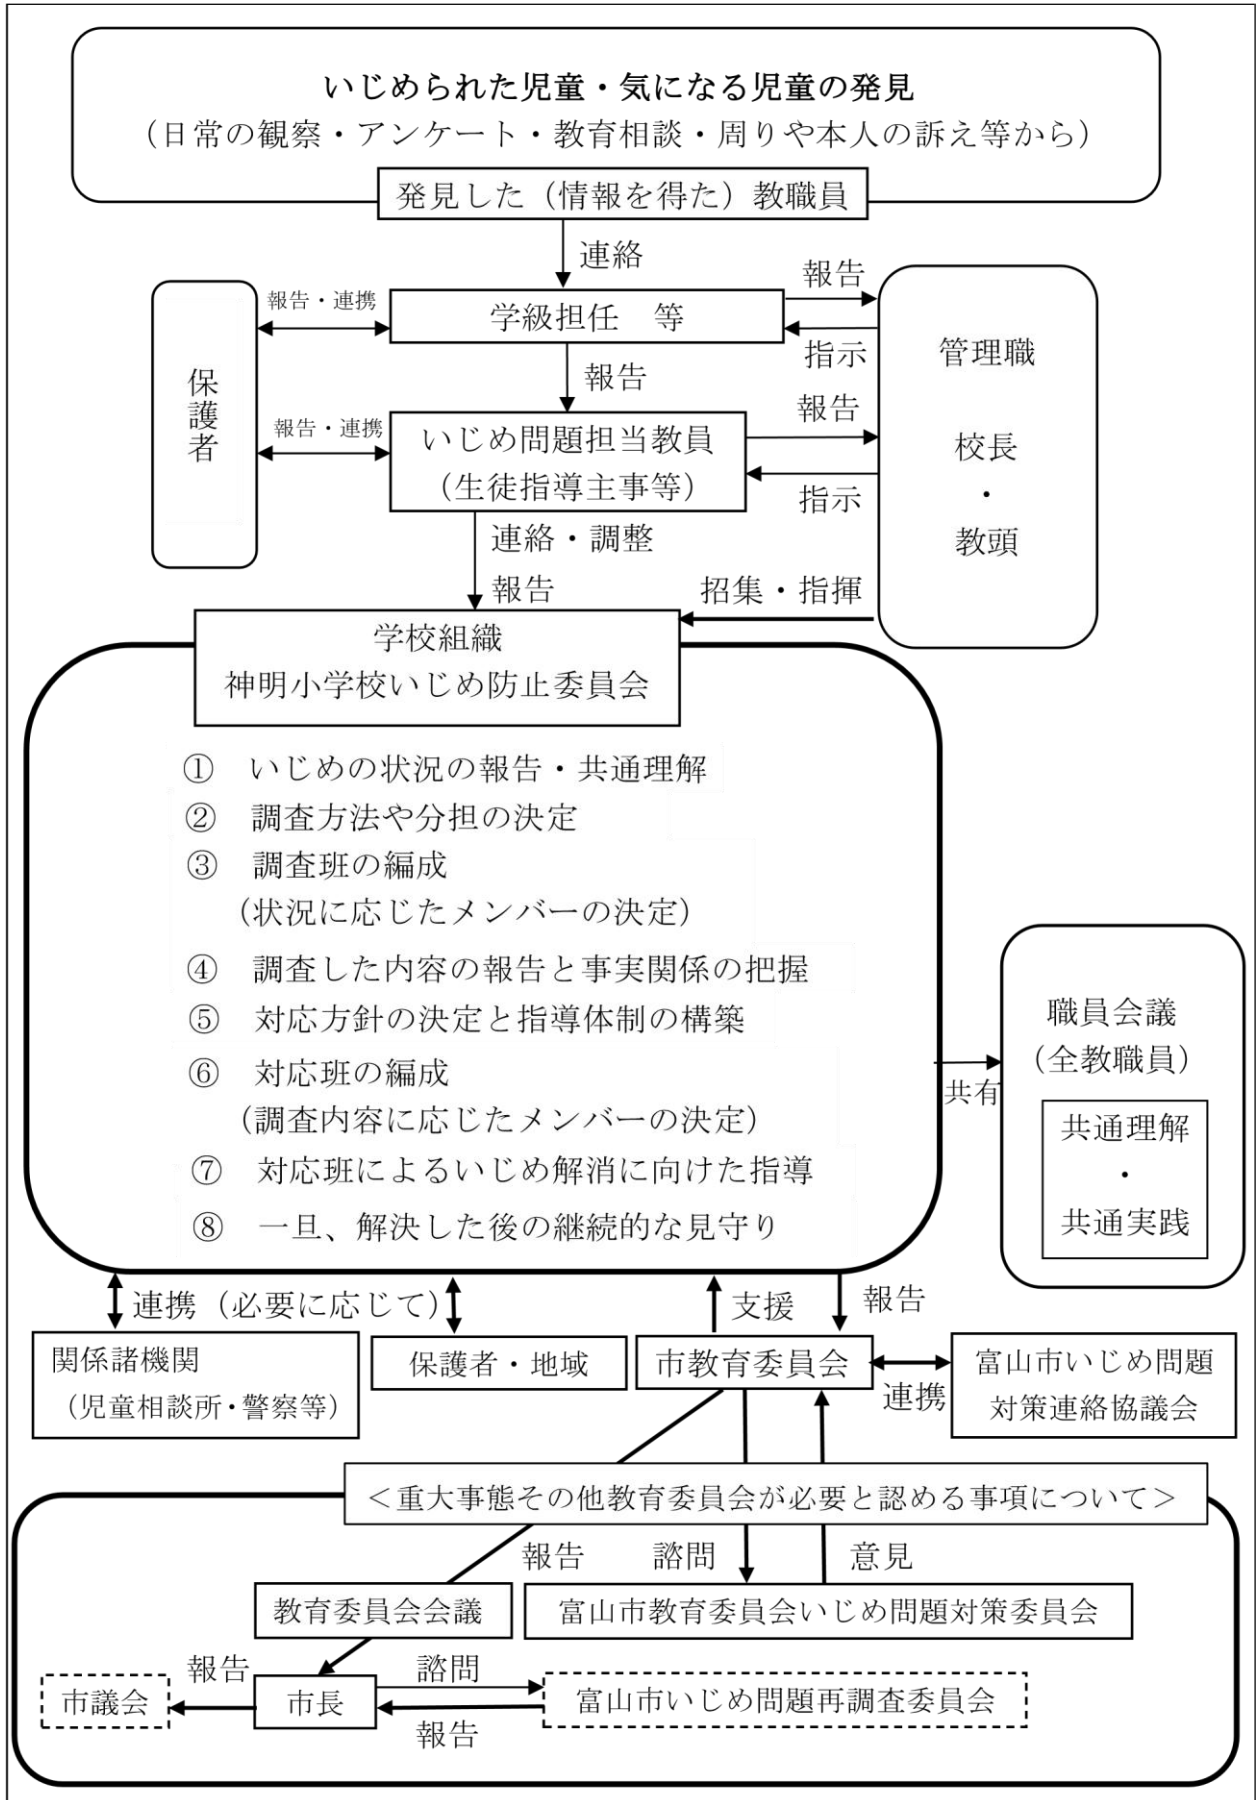 いじめられた児童・気になる児童の発見
（日常の観察・アンケート・教育相談・周りや本人の訴え等から）
発見した（情報を得た）教職員
連絡
報告・連携
学級担任　等
報告
指示
保護者
報告
管理職
校長
・
教頭
報告・連携
いじめ問題担当教員
（生徒指導主事等）
報告
指示
連絡・調整
報告
招集・指揮
学校組織
神明小学校いじめ防止委員会
①　いじめの状況の報告・共通理解
②　調査方法や分担の決定
③　調査班の編成
（状況に応じたメンバーの決定）
④　調査した内容の報告と事実関係の把握
⑤　対応方針の決定と指導体制の構築
⑥　対応班の編成
（調査内容に応じたメンバーの決定）
⑦　対応班によるいじめ解消に向けた指導
⑧　一旦、解決した後の継続的な見守り
共有
職員会議
（全教職員）
共通理解
・
共通実践
連携（必要に応じて）
支援
報告
関係諸機関
（児童相談所・警察等）
保護者・地域
市教育委員会
連携
富山市いじめ問題
対策連絡協議会
＜重大事態その他教育委員会が必要と認める事項について＞
報告
諮問
意見
教育委員会会議
富山市教育委員会いじめ問題対策委員会
市議会
報告
市長
諮問
報告
富山市いじめ問題再調査委員会